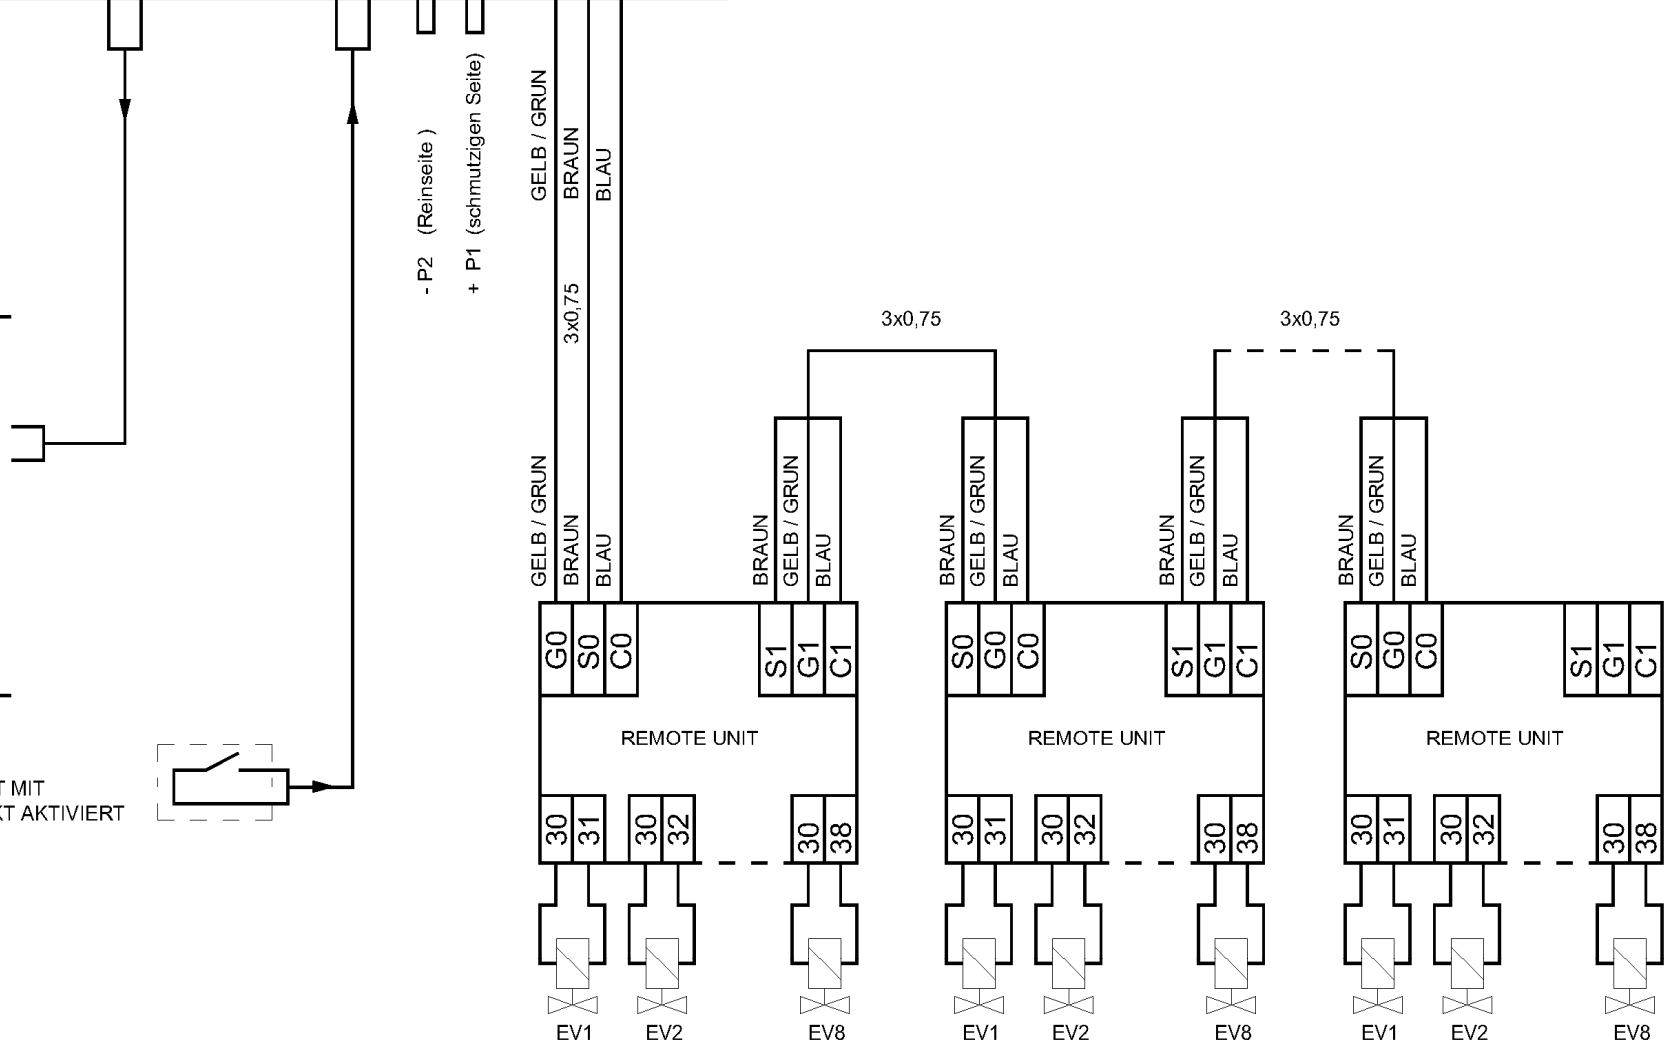 GELB / GRUN
BRAUN
BLAU
- P2 (Reinseite )
+ P1 (schmutzigen Seite)
3x0,75
3x0,75
3x0,75
GELB / GRUN
BRAUN
BLAU
BRAUN
GELB / GRUN
BLAU
BRAUN
GELB / GRUN
BLAU
BRAUN
GELB / GRUN
BLAU
BRAUN
GELB / GRUN
BLAU
G0 S0 C0 S1 G1 C1
S0 G0 C0 S1 G1 C1
S0 G0 C0 S1 G1 C1
REMOTE UNIT
REMOTE UNIT
REMOTE UNIT
T MIT
KT AKTIVIERT
30 31 30 32 30 38
30 31 30 32 30 38
30 31 30 32 30 38
EV1 EV2 EV8
EV1 EV2 EV8
EV1 EV2 EV8